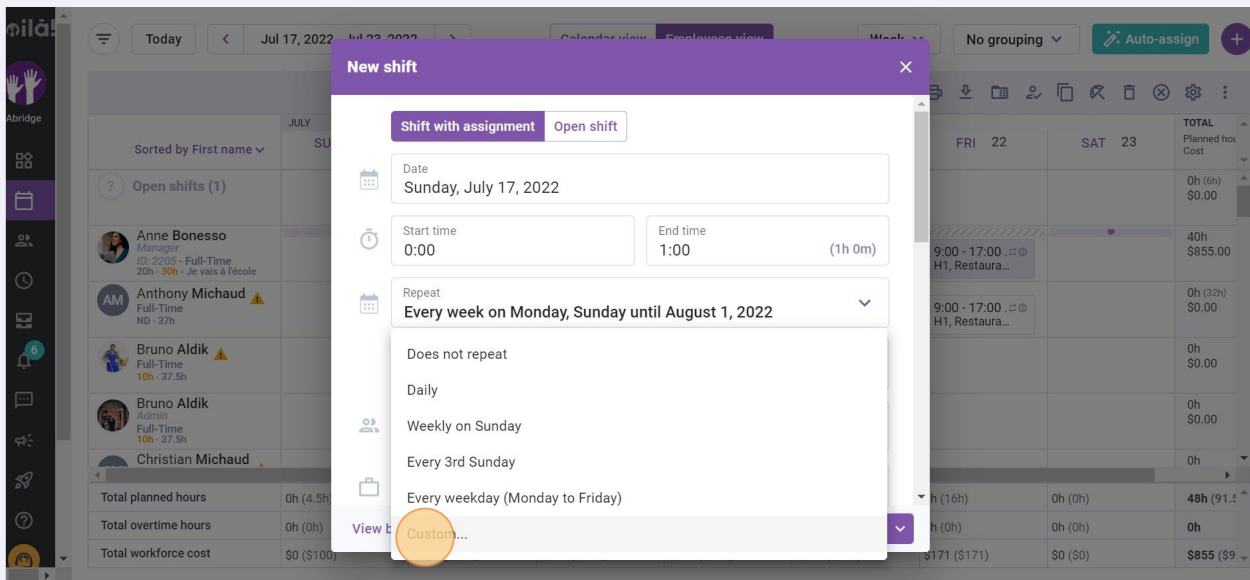 oilà!
Today
Jul 17, 2022 Jul 23, 2022
Calendar view Employees view
Week
No grouping
Auto-assign
Abridge
New shift
Shift with assignment Open shift
Date
Sunday, July 17, 2022
Start time
0:00
End time
1:00
(1h 0m)
Repeat
Every week on Monday, Sunday until August 1, 2022
Does not repeat
Daily
Weekly on Sunday
Every 3rd Sunday
Every weekday (Monday to Friday)
Custom...
View b
JULY
Sorted by First name
SU
FRI 22
SAT 23
TOTAL
Planned hou
Cost
? Open shifts (1)
0h (6h)
$0.00
Anne Bonesso
Manager
ID: 2205 - Full-Time
20h - 30h - Je vais à l'école
9:00 - 17:00
H1, Restaura...
40h
$855.00
AM
Anthony Michaud
Full-Time
ND - 37h
9:00 - 17:00
H1, Restaura...
0h (32h)
$0.00
Bruno Aldik
Full-Time
10h - 37.5h
0h
$0.00
6
Bruno Aldik
Admin
Full-Time
10h - 37.5h
0h
$0.00
Christian Michaud
0h
Total planned hours
0h (4.5h
h (16h)
0h (0h)
48h (91.5
Total overtime hours
0h (0h)
h (0h)
0h (0h)
0h
Total workforce cost
$0 ($100)
$171 ($171)
$0 ($0)
$855 ($9